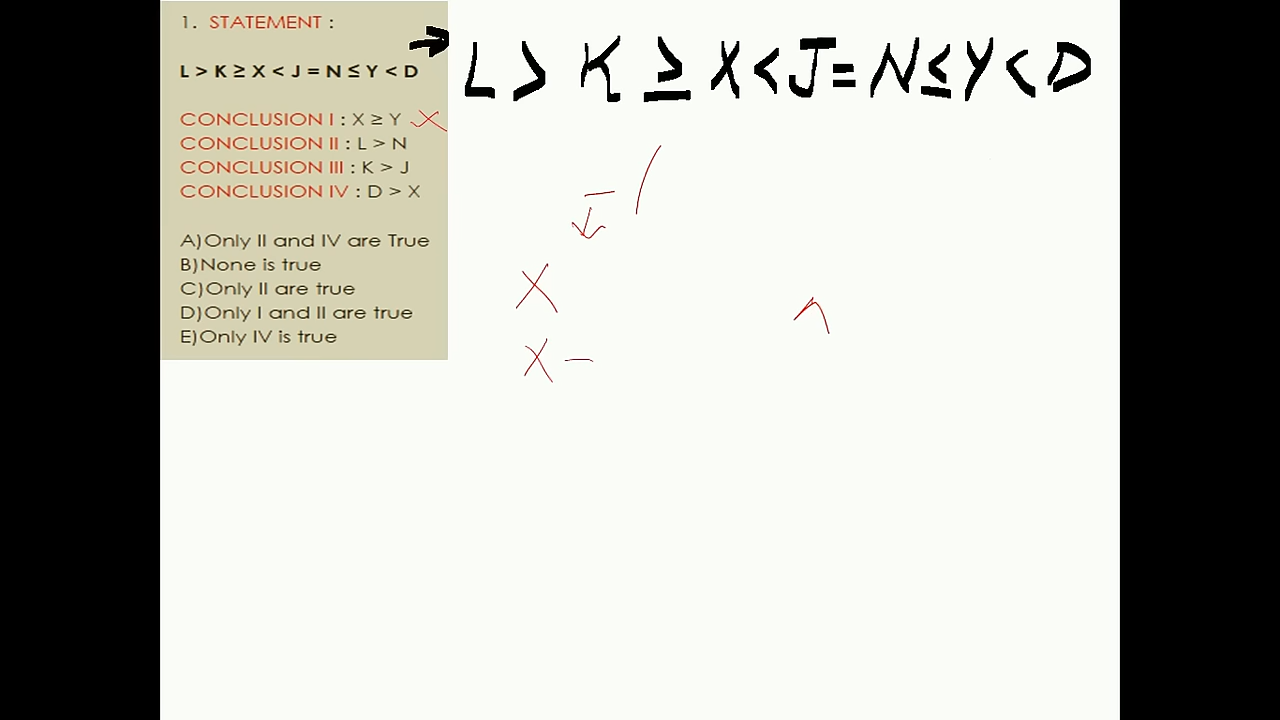 1. STATEMENT :
L > K ≥ X < J = N ≤ Y < D
L > K ≥ X < J = N ≤ Y < D
CONCLUSION I : X ≥ Y
CONCLUSION II : L > N
CONCLUSION III : K > J
CONCLUSION IV : D > X
A)Only II and IV are True
B)None is true
C)Only II are true
D)Only I and II are true
E)Only IV is true
X
X –